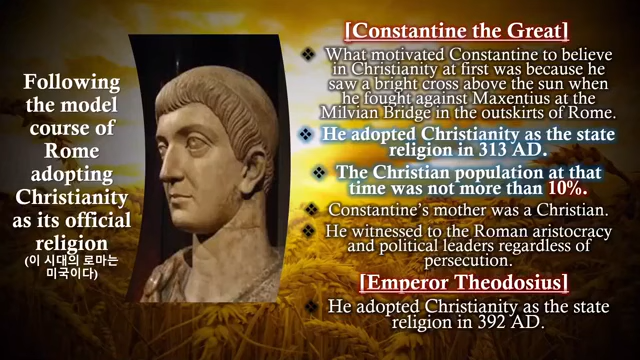 Following
the model
course of
Rome
adopting
Christianity
as its official
religion
(이 시대의 로마는
미국이다)
[Constantine the Great]
❖ What motivated Constantine to believe
in Christianity at first was because he
saw a bright cross above the sun when
he fought against Maxentius at the
Milvian Bridge in the outskirts of Rome.
❖ He adopted Christianity as the state
religion in 313 AD.
❖ The Christian population at that
time was not more than 10%.
❖ Constantine's mother was a Christian.
❖ He witnessed to the Roman aristocracy
and political leaders regardless of
persecution.
[Emperor Theodosius]
❖ He adopted Christianity as the state
religion in 392 AD.